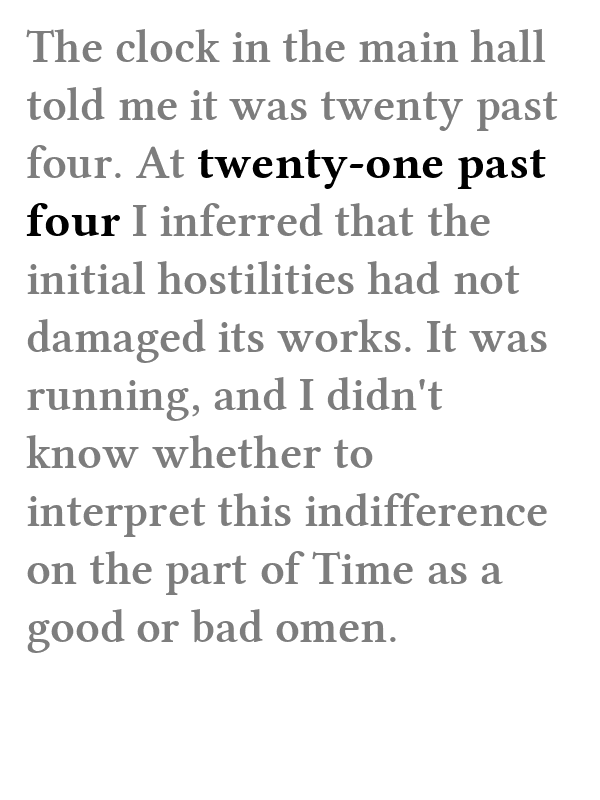 The clock in the main hall
told me it was twenty past
four. At twenty-one past
four I inferred that the
initial hostilities had not
damaged its works. It was
running, and I didn't
know whether to
interpret this indifference
on the part of Time as a
good or bad omen.